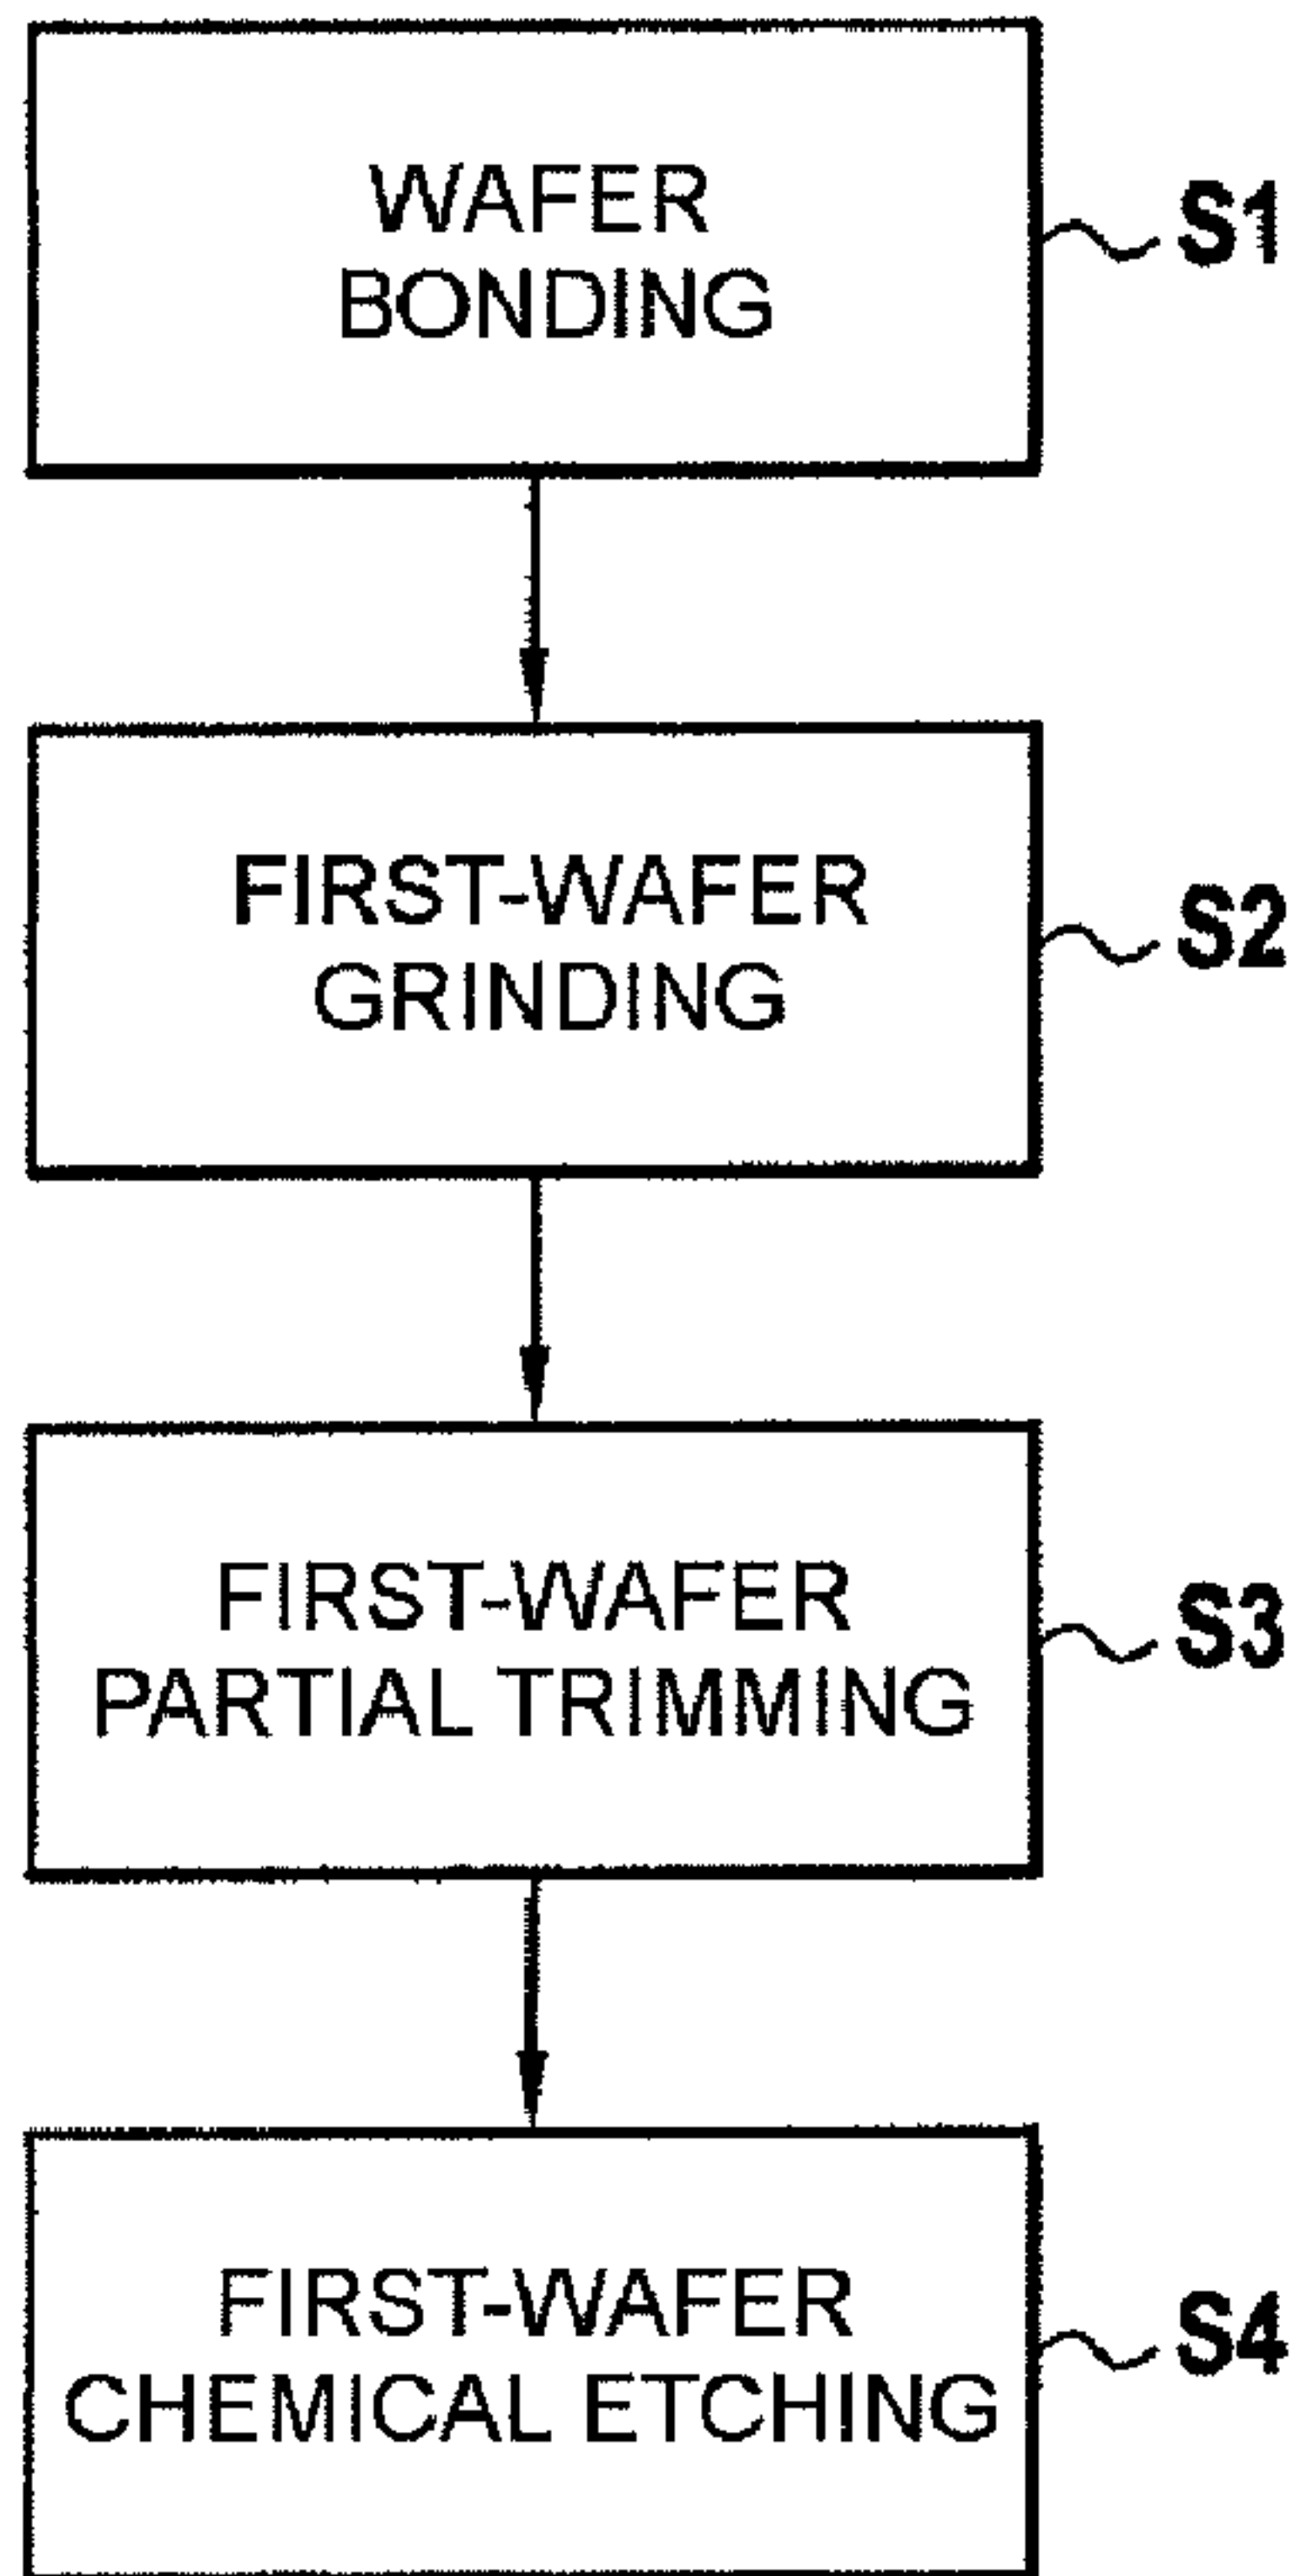 WAFER
BONDING
S1
FIRST-WAFER
GRINDING
S2
FIRST-WAFER
PARTIAL TRIMMING
S3
FIRST-WAFER
CHEMICAL ETCHING
S4